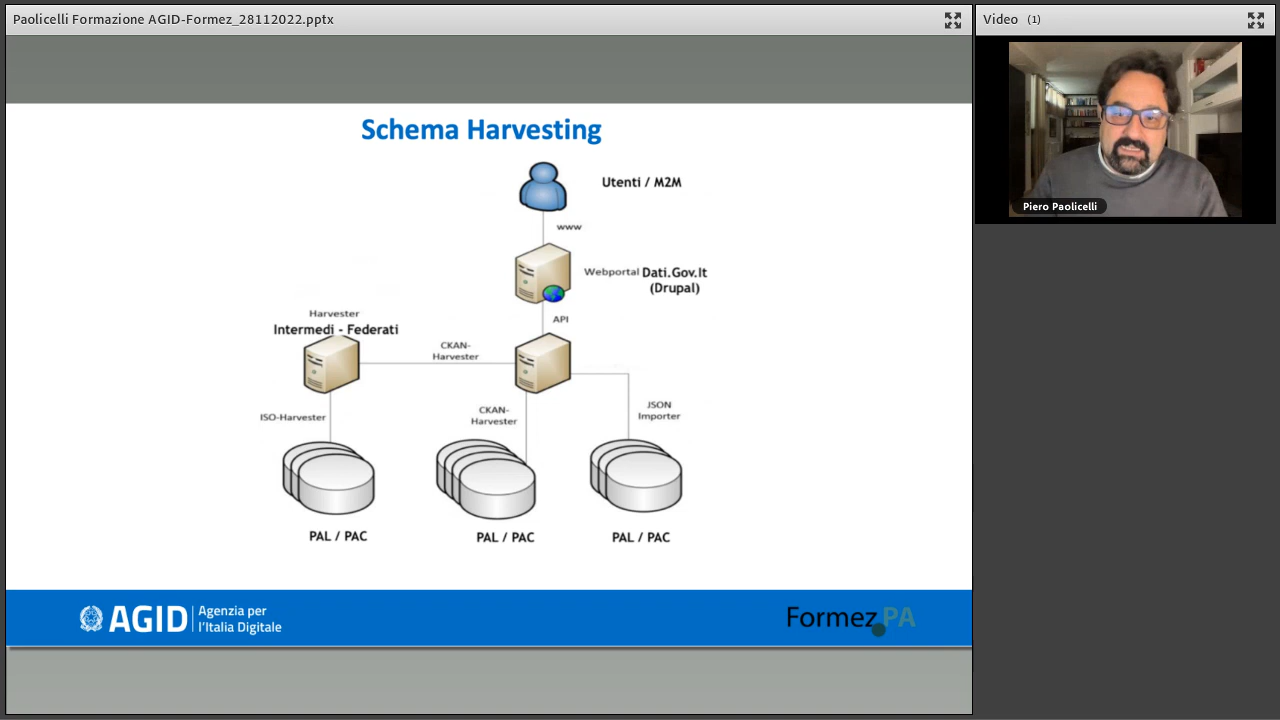 Paolicelli Formazione AGID-Formez_28112022.pptx
Video (1)
Piero Paolicelli
Schema Harvesting
Utenti / M2M
www
Webportal Dati.Gov.It
(Drupal)
API
Harvester
Intermedi - Federati
CKAN-
Harvester
ISO-Harvester
CKAN-
Harvester
JSON
Importer
PAL / PAC
PAL / PAC
PAL / PAC
AGID
Agenzia per
l'Italia Digitale
Formez PA